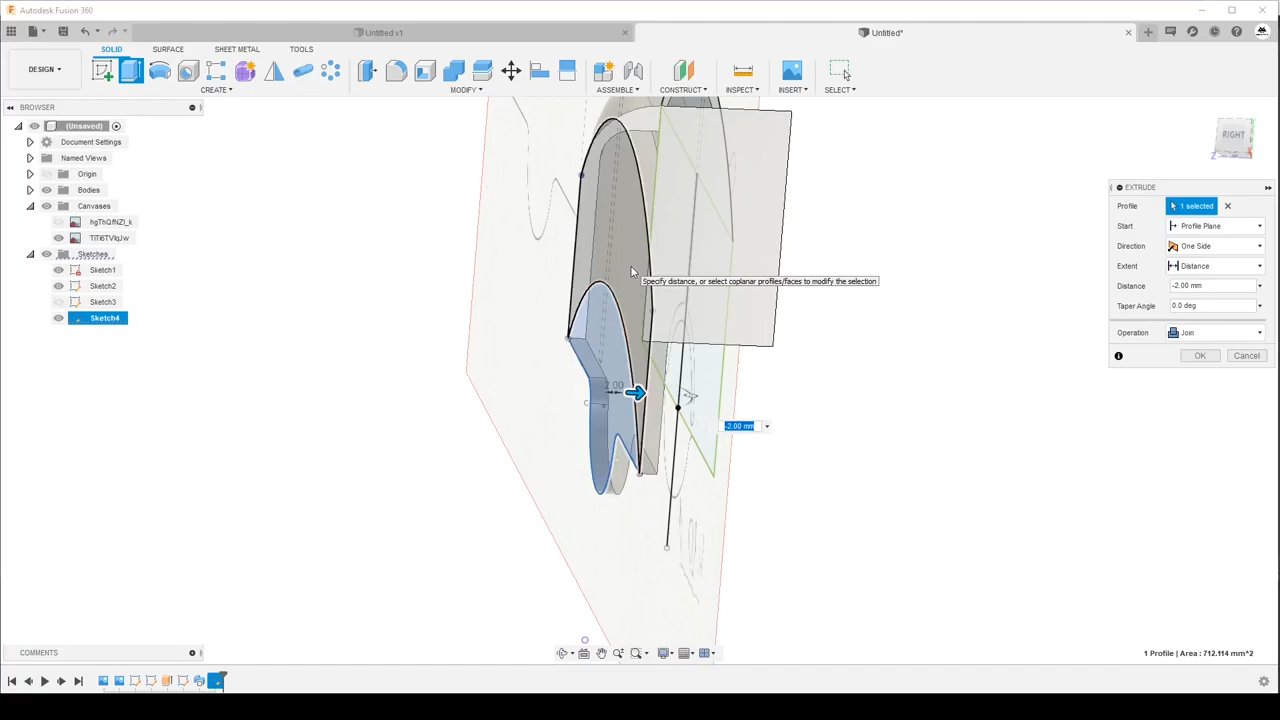 Autodesk Fusion 360
Untitled v1
Untitled*
DESIGN
SOLID
SURFACE
SHEET METAL
TOOLS
CREATE
MODIFY
ASSEMBLE
CONSTRUCT
INSPECT
INSERT
SELECT
BROWSER
(Unsaved)
Document Settings
Named Views
Origin
Bodies
Canvases
hgThQfNZl_k
TiTi6TVlqJw
Sketches
Sketch1
Sketch2
Sketch3
Sketch4
RIGHT
Z
EXTRUDE
Profile 1 selected
Start Profile Plane
Direction One Side
Extent Distance
Distance -2.00 mm
Taper Angle 0.0 deg
Operation Join
OK Cancel
Specify distance, or select coplanar profiles/faces to modify the selection
2.00
-2.00 mm
COMMENTS
1 Profile | Area : 712.114 mm^2